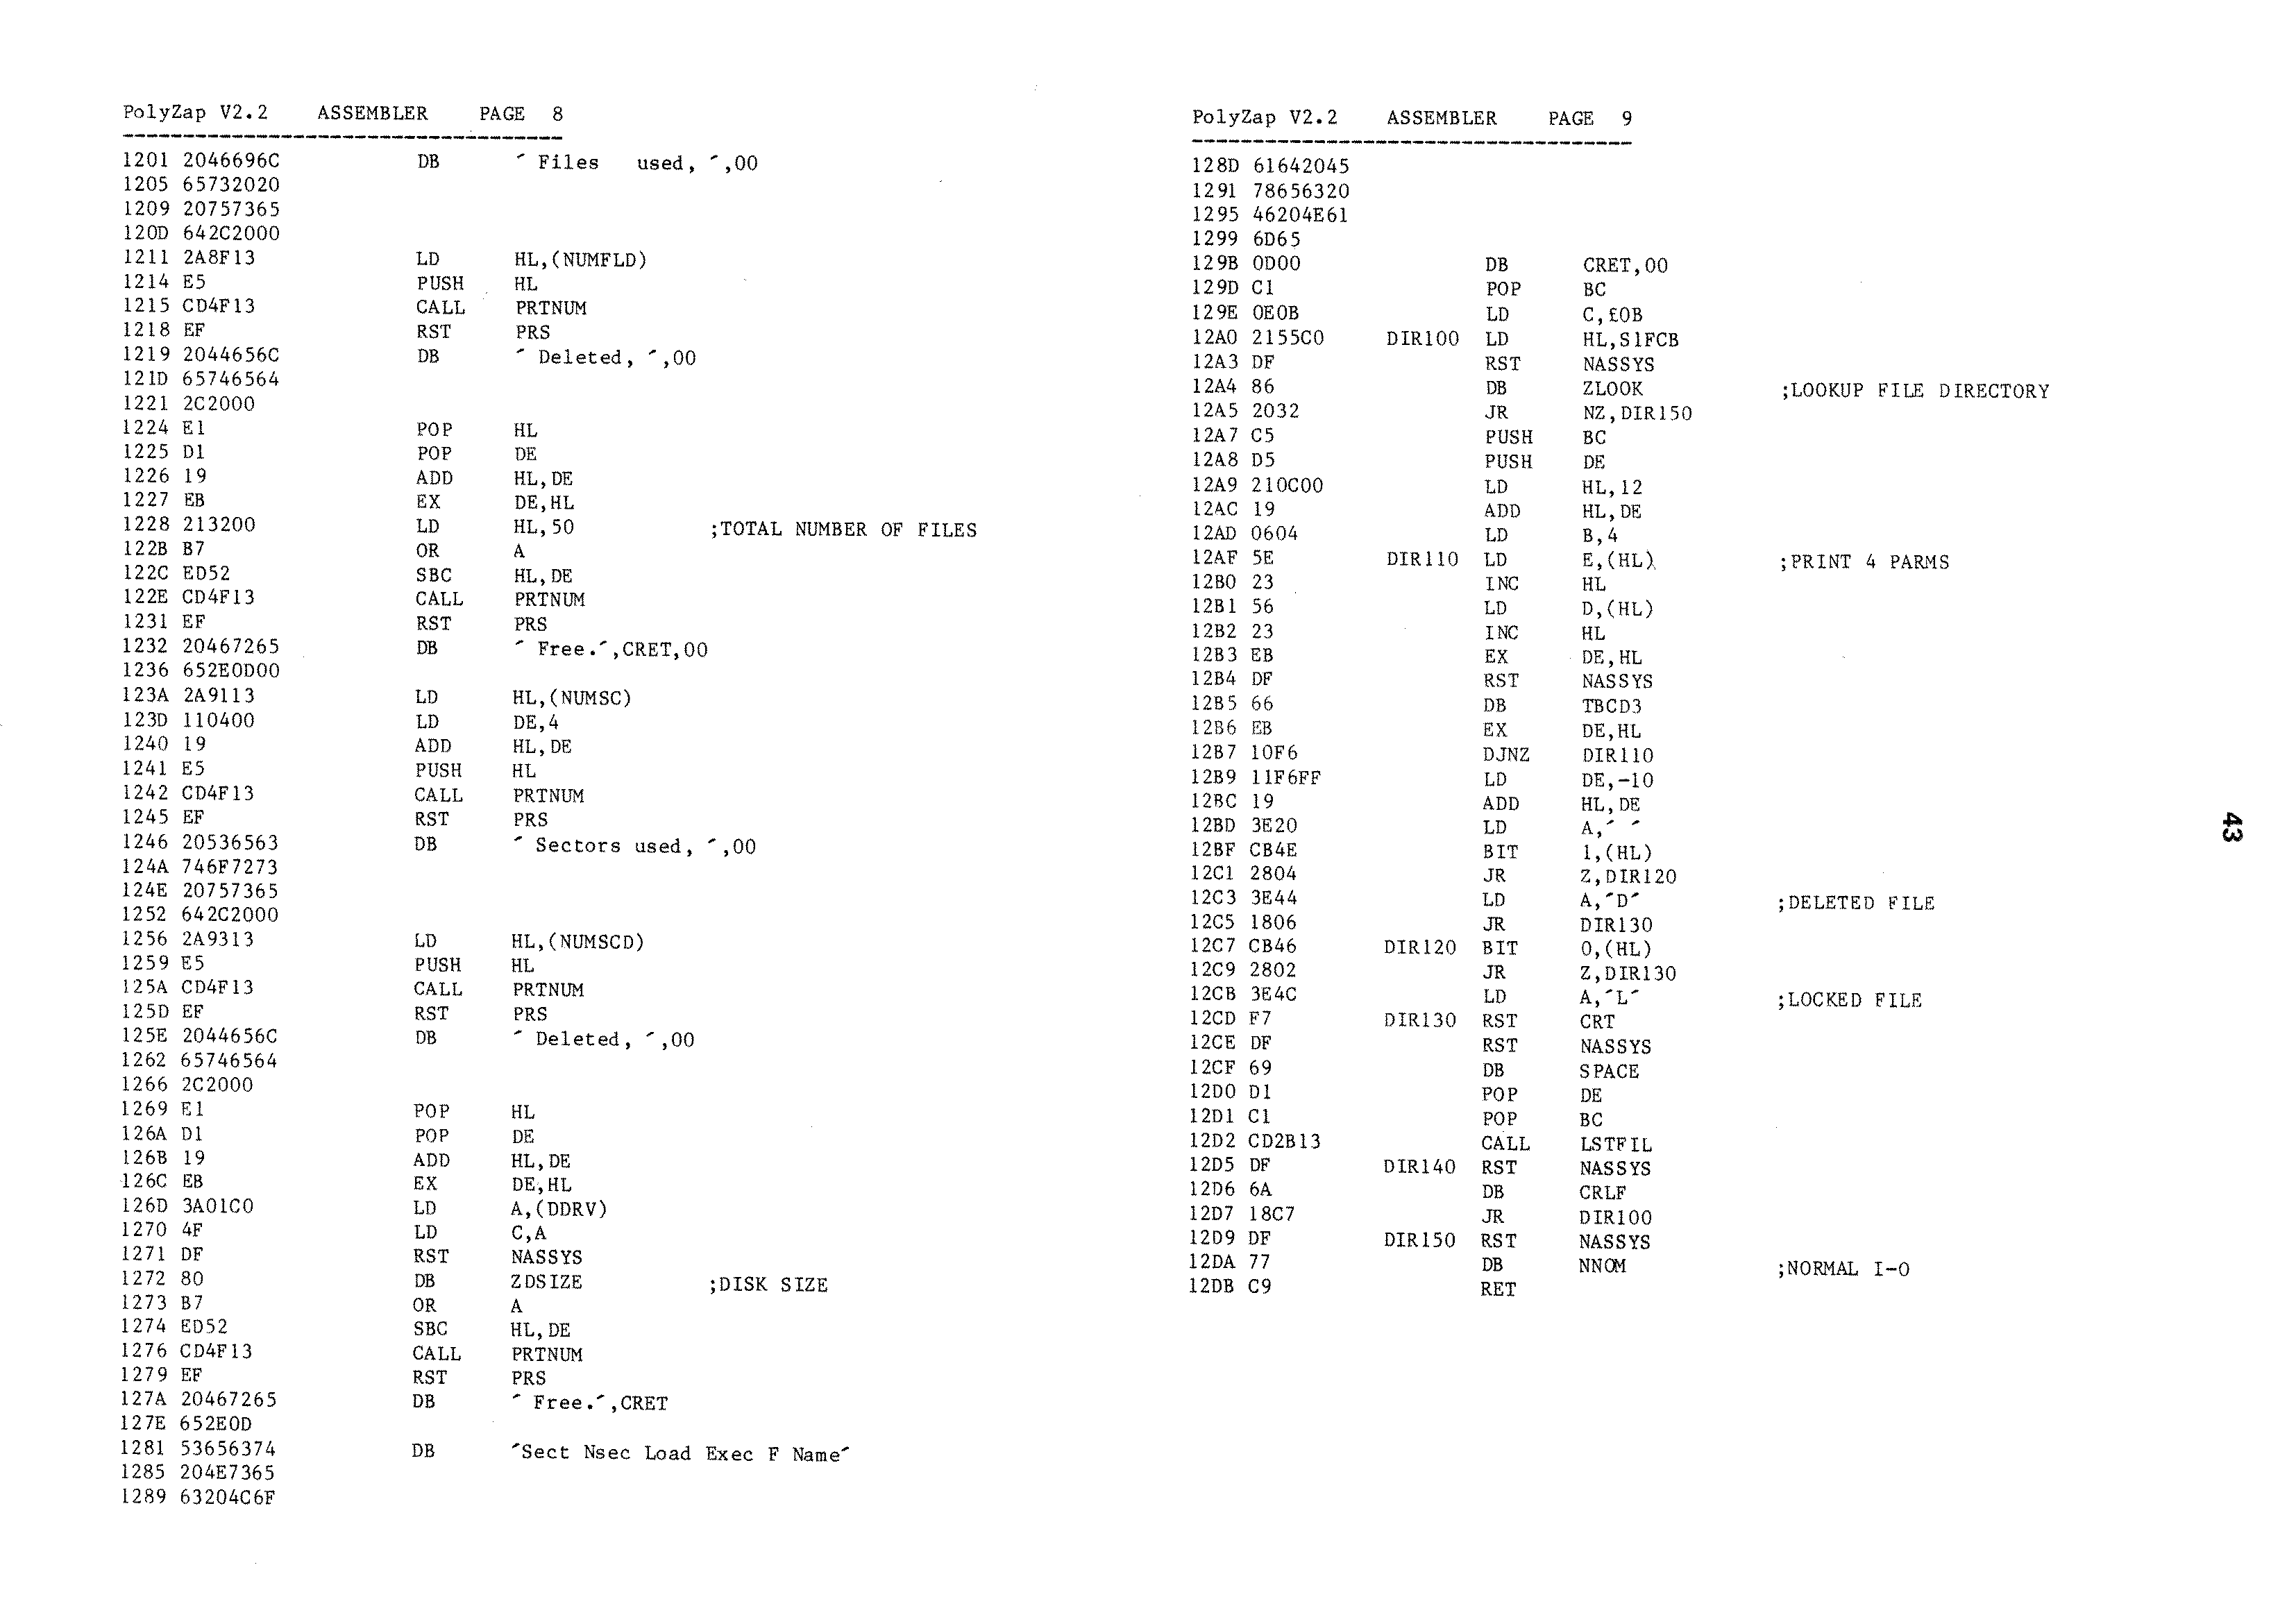 PolyZap V2.2    ASSEMBLER    PAGE  8
------------------------------------
1201 2046696C           DB      ´ Files   used, ´,00
1205 65732020
1209 20757365
120D 642C2000
1211 2A8F13             LD      HL,(NUMFLD)
1214 E5                 PUSH    HL
1215 CD4F13             CALL    PRTNUM
1218 EF                 RST     PRS
1219 2044656C           DB      ´ Deleted, ´,00
121D 65746564
1221 2C2000
1224 E1                 POP     HL
1225 D1                 POP     DE
1226 19                 ADD     HL,DE
1227 EB                 EX      DE,HL
1228 213200             LD      HL,50           ;TOTAL NUMBER OF FILES
122B B7                 OR      A
122C ED52               SBC     HL,DE
122E CD4F13             CALL    PRTNUM
1231 EF                 RST     PRS
1232 20467265           DB      ´ Free.´,CRET,00
1236 652E0D00
123A 2A9113             LD      HL,(NUMSC)
123D 110400             LD      DE,4
1240 19                 ADD     HL,DE
1241 E5                 PUSH    HL
1242 CD4F13             CALL    PRTNUM
1245 EF                 RST     PRS
1246 20536563           DB      ´ Sectors used, ´,00
124A 746F7273
124E 20757365
1252 642C2000
1256 2A9313             LD      HL,(NUMSCD)
1259 E5                 PUSH    HL
125A CD4F13             CALL    PRTNUM
125D EF                 RST     PRS
125E 2044656C           DB      ´ Deleted, ´,00
1262 65746564
1266 2C2000
1269 E1                 POP     HL
126A D1                 POP     DE
126B 19                 ADD     HL,DE
126C EB                 EX      DE,HL
126D 3A01C0             LD      A,(DDRV)
1270 4F                 LD      C,A
1271 DF                 RST     NASSYS
1272 80                 DB      ZDSIZE          ;DISK SIZE
1273 B7                 OR      A
1274 ED52               SBC     HL,DE
1276 CD4F13             CALL    PRTNUM
1279 EF                 RST     PRS
127A 20467265           DB      ´ Free.´,CRET
127E 652E0D
1281 53656374           DB      ´Sect Nsec Load Exec F Name´
1285 204E7365
1289 63204C6F
PolyZap V2.2    ASSEMBLER    PAGE  9
------------------------------------
128D 61642045
1291 78656320
1295 46204E61
1299 6D65
129B 0D00               DB      CRET,00
129D C1                 POP     BC
129E 0E0B               LD      C,£0B
12A0 2155C0     DIR100  LD      HL,S1FCB
12A3 DF                 RST     NASSYS
12A4 86                 DB      ZLOOK           ;LOOKUP FILE DIRECTORY
12A5 2032               JR      NZ,DIR150
12A7 C5                 PUSH    BC
12A8 D5                 PUSH    DE
12A9 210C00             LD      HL,12
12AC 19                 ADD     HL,DE
12AD 0604               LD      B,4
12AF 5E         DIR110  LD      E,(HL)          ;PRINT 4 PARMS
12B0 23                 INC     HL
12B1 56                 LD      D,(HL)
12B2 23                 INC     HL
12B3 EB                 EX      DE,HL
12B4 DF                 RST     NASSYS
12B5 66                 DB      TBCD3
12B6 EB                 EX      DE,HL
12B7 10F6               DJNZ    DIR110
12B9 11F6FF             LD      DE,-10
12BC 19                 ADD     HL,DE
12BD 3E20               LD      A,´ ´
12BF CB4E               BIT     1,(HL)
12C1 2804               JR      Z,DIR120
12C3 3E44               LD      A,´D´           ;DELETED FILE
12C5 1806               JR      DIR130
12C7 CB46       DIR120  BIT     0,(HL)
12C9 2802               JR      Z,DIR130
12CB 3E4C               LD      A,´L´           ;LOCKED FILE
12CD F7         DIR130  RST     CRT
12CE DF                 RST     NASSYS
12CF 69                 DB      SPACE
12D0 D1                 POP     DE
12D1 C1                 POP     BC
12D2 CD2B13             CALL    LSTFIL
12D5 DF         DIR140  RST     NASSYS
12D6 6A                 DB      CRLF
12D7 18C7               JR      DIR100
12D9 DF         DIR150  RST     NASSYS
12DA 77                 DB      NNOM            ;NORMAL I-O
12DB C9                 RET
43